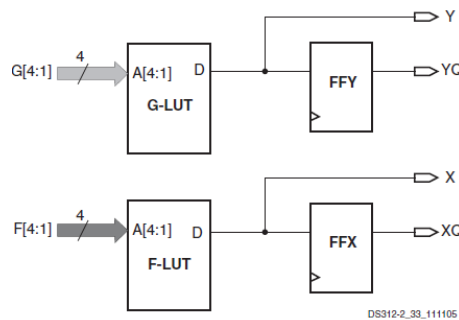 Y
4
G[4:1]
A[4:1] D
FFY
YQ
G-LUT
X
4
F[4:1]
A[4:1] D
FFX
XQ
F-LUT
DS312-2_33_111105